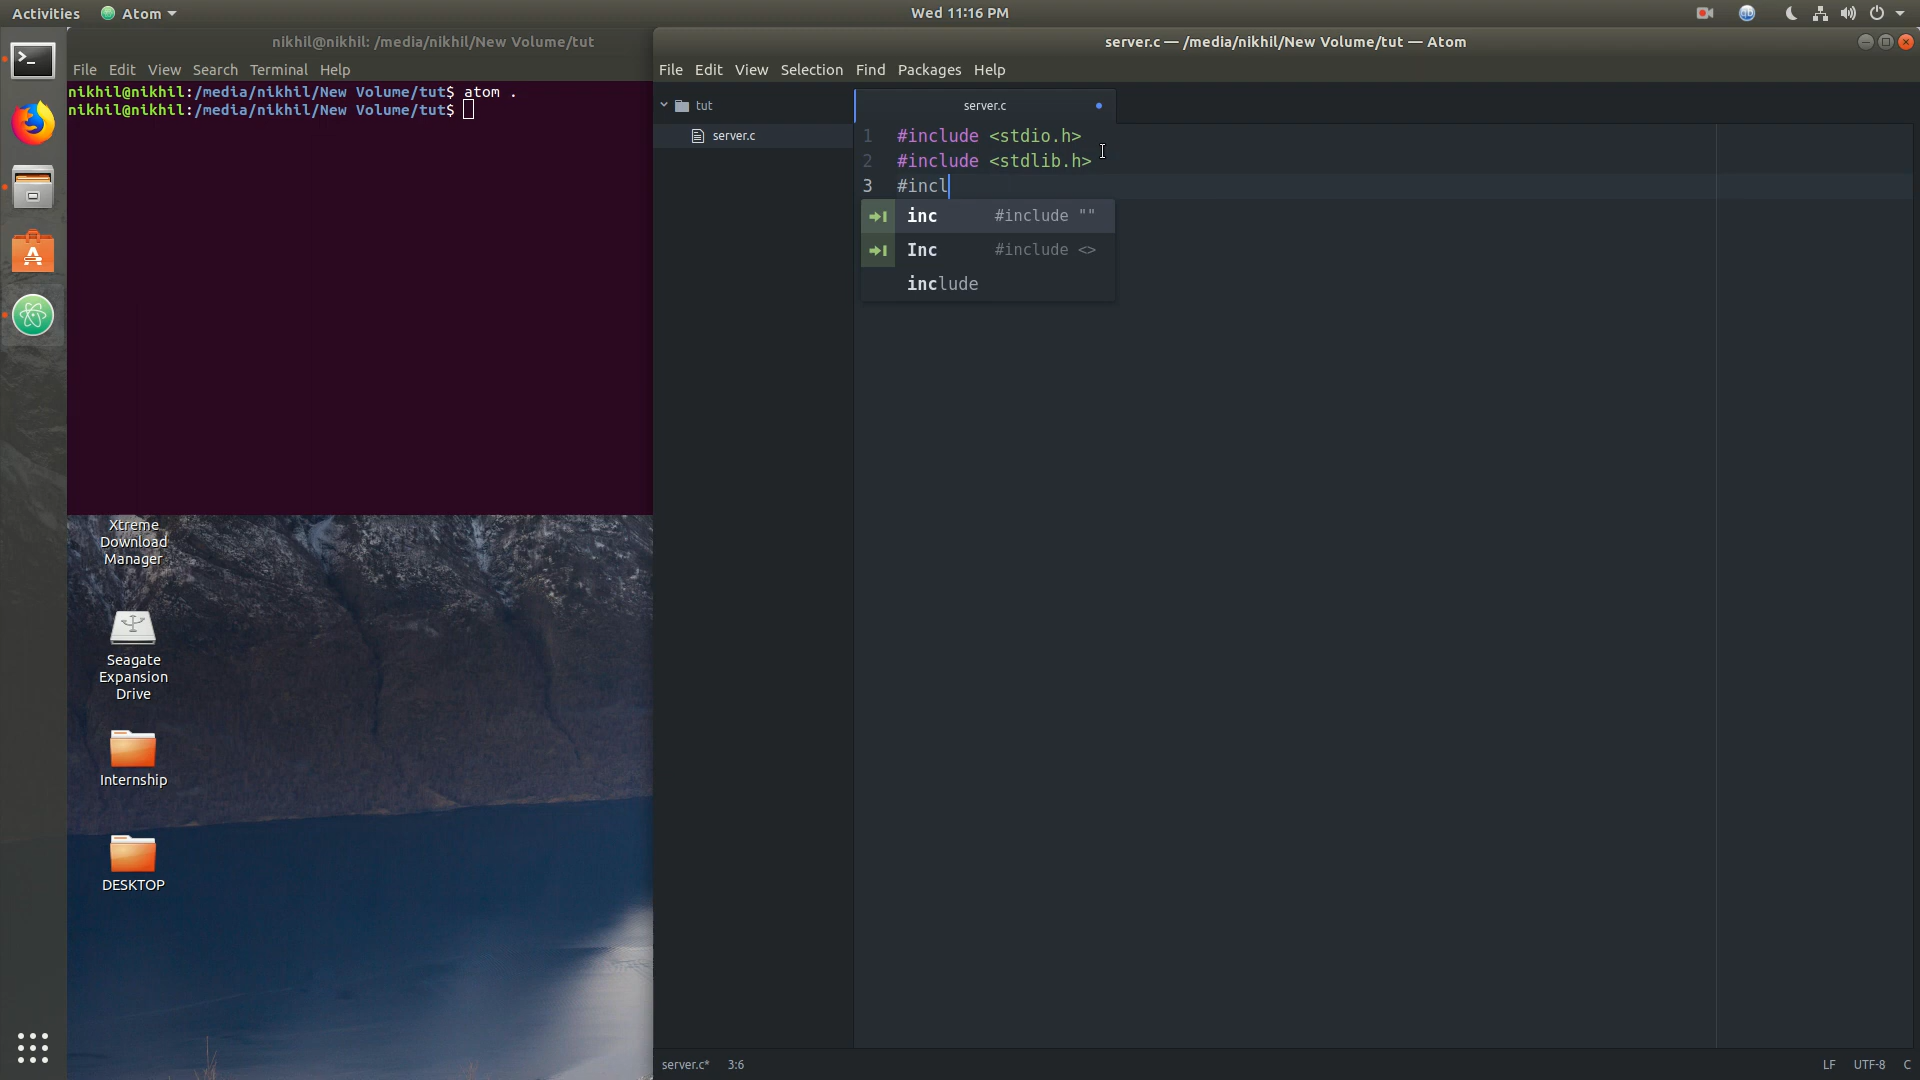 Activities
Atom
Wed 11:16 PM
nikhil@nikhil: /media/nikhil/New Volume/tut
File Edit View Search Terminal Help
nikhil@nikhil:/media/nikhil/New Volume/tut$ atom .
nikhil@nikhil:/media/nikhil/New Volume/tut$
Xtreme
Download
Manager
Seagate
Expansion
Drive
Internship
DESKTOP
server.c — /media/nikhil/New Volume/tut — Atom
File Edit View Selection Find Packages Help
tut
server.c
server.c
1 #include <stdio.h>
2 #include <stdlib.h>
3 #incl
inc #include ""
Inc #include <>
include
server.c* 3:6
LF UTF-8 C